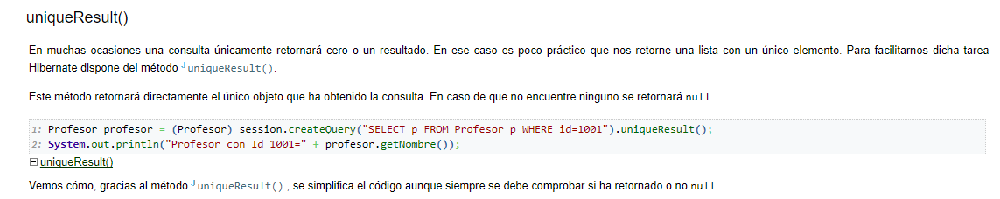 uniqueResult()
En muchas ocasiones una consulta únicamente retornará cero o un resultado. En ese caso es poco práctico que nos retorne una lista con un único elemento. Para facilitarnos dicha tarea
Hibernate dispone del método J uniqueResult().
Este método retornará directamente el único objeto que ha obtenido la consulta. En caso de que no encuentre ninguno se retornará null.
1: Profesor profesor = (Profesor) session.createQuery("SELECT p FROM Profesor p WHERE id=1001").uniqueResult();
2: System.out.println("Profesor con Id 1001=" + profesor.getNombre());
uniqueResult()
Vemos cómo, gracias al método J uniqueResult() , se simplifica el código aunque siempre se debe comprobar si ha retornado o no null.